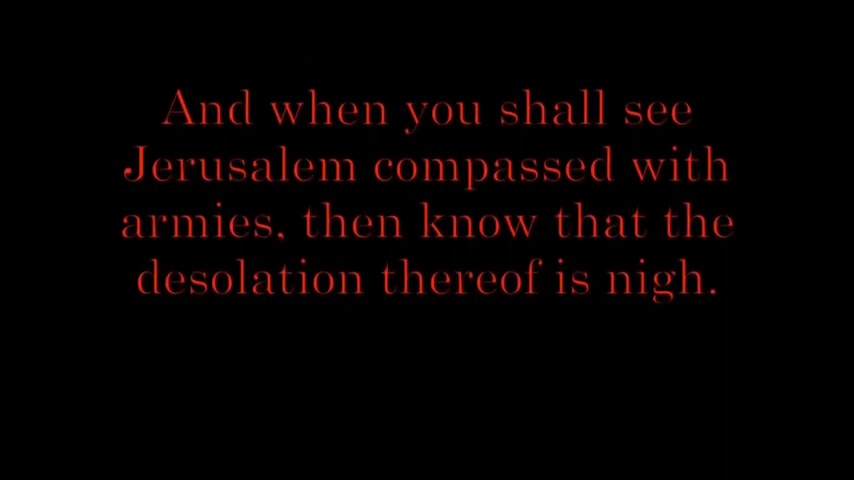 And when you shall see
Jerusalem compassed with
armies, then know that the
desolation thereof is nigh.